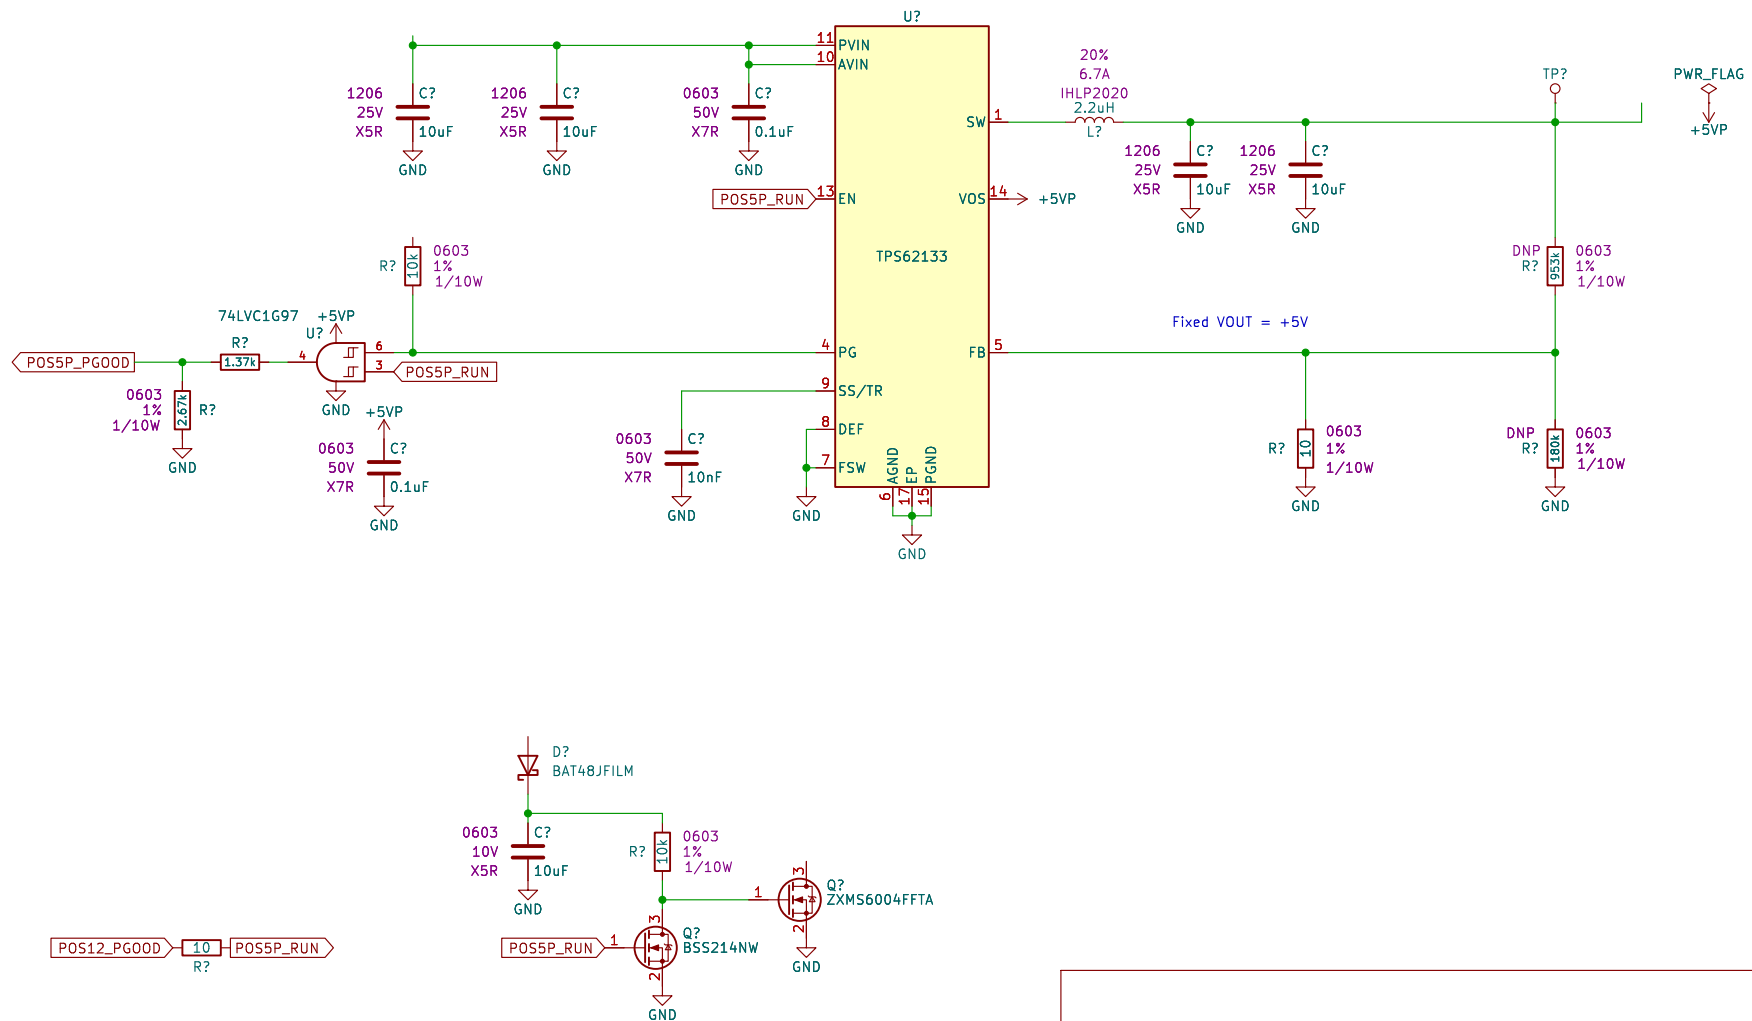 U?
11 PVIN
10 AVIN
1206 C?
25V
X5R 10uF
GND
1206 C?
25V
X5R 10uF
GND
0603 C?
50V
X7R 0.1uF
GND
20%
6.7A
IHLP2020
2.2uH
L?
SW 1
TP?
PWR_FLAG
+5VP
1206 C?
25V
X5R 10uF
GND
1206 C?
25V
X5R 10uF
GND
POS5P_RUN 13 EN
VOS 14 +5VP
TPS62133
R? 10k 0603
1%
1/10W
DNP 0603
R? 953k 1%
1/10W
Fixed VOUT = +5V
74LVC1G97 +5VP
U?
R?
POS5P_PGOOD 1.37k 4 6
3 POS5P_RUN
GND
4 PG
FB 5
9 SS/TR
8 DEF
7 FSW
AGND EP PGND
6 17 15
GND
0603
1% 2.67k R?
1/10W
GND
+5VP
0603 C?
50V
X7R 0.1uF
GND
0603 C?
50V
X7R 10nF
GND
GND
R? 10 0603
1%
1/10W
GND
DNP 0603
R? 180k 1%
1/10W
GND
D?
BAT48JFILM
0603 C?
10V
X5R 10uF
GND
R? 10k 0603
1%
1/10W
1 3 Q?
ZXMS6004FFTA
2
GND
POS12_PGOOD 10 POS5P_RUN
R?
POS5P_RUN 1 3 Q?
BSS214NW
2
GND